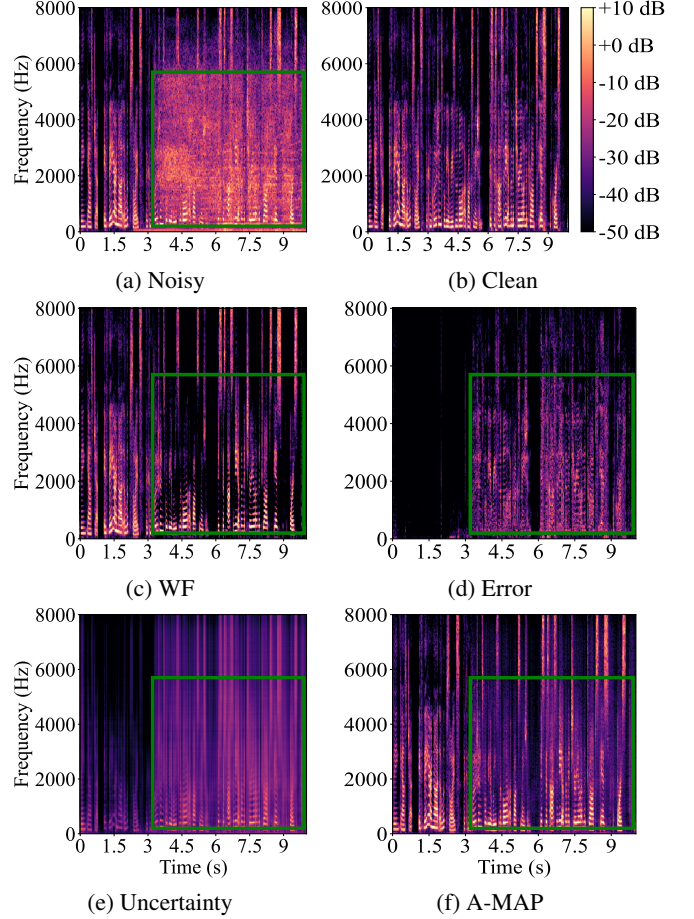 8000
6000
4000
2000
0
Frequency (Hz)
0 1.5 3 4.5 6 7.5 9
(a) Noisy
0 1.5 3 4.5 6 7.5 9
(b) Clean
+10 dB
+0 dB
-10 dB
-20 dB
-30 dB
-40 dB
-50 dB
8000
6000
4000
2000
0
Frequency (Hz)
0 1.5 3 4.5 6 7.5 9
(c) WF
8000
6000
4000
2000
0
0 1.5 3 4.5 6 7.5 9
(d) Error
8000
6000
4000
2000
0
Frequency (Hz)
0 1.5 3 4.5 6 7.5 9
Time (s)
(e) Uncertainty
8000
6000
4000
2000
0
0 1.5 3 4.5 6 7.5 9
Time (s)
(f) A-MAP